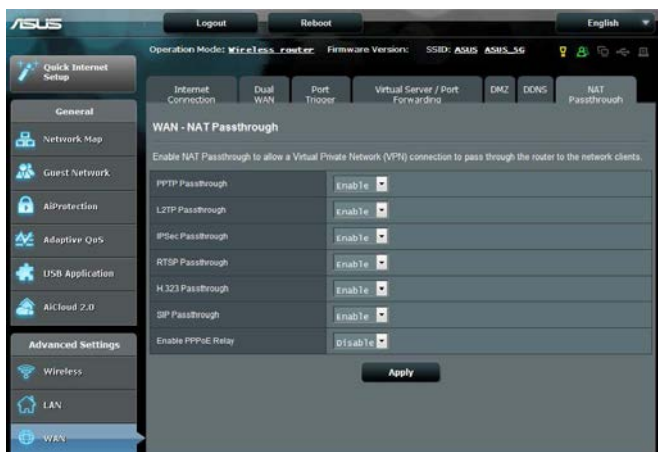 ASUS
Logout
Reboot
English
Operation Mode: Wireless router Firmware Version: SSID: ASUS ASUS_5G
Quick Internet
Setup
Internet
Connection
Dual
WAN
Port
Trigger
Virtual Server / Port
Forwarding
DMZ
DDNS
NAT
Passthrough
General
Network Map
Guest Network
AiProtection
Adaptive QoS
USB Application
AiCloud 2.0
Advanced Settings
Wireless
LAN
WAN
WAN - NAT Passthrough
Enable NAT Passthrough to allow a Virtual Private Network (VPN) connection to pass through the router to the network clients.
PPTP Passthrough Enable
L2TP Passthrough Enable
IPSec Passthrough Enable
RTSP Passthrough Enable
H.323 Passthrough Enable
SIP Passthrough Enable
Enable PPPoE Relay Disable
Apply